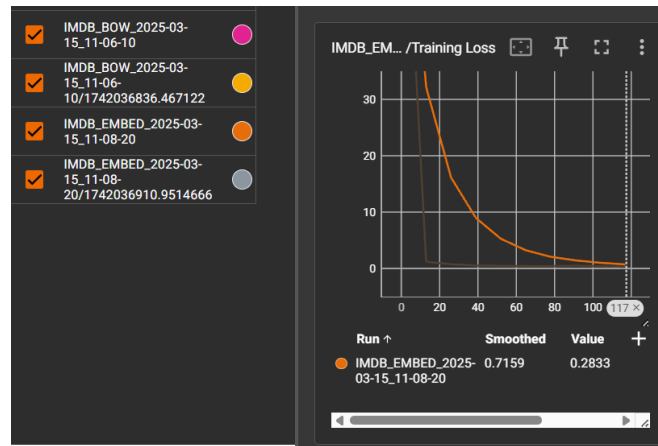 IMDB_BOW_2025-03-
15_11-06-10
IMDB_BOW_2025-03-
15_11-06-
10/1742036836.467122
IMDB_EMBED_2025-03-
15_11-08-20
IMDB_EMBED_2025-03-
15_11-08-
20/1742036910.9514666
IMDB_EM... /Training Loss
30
20
10
0
0 20 40 60 80 100 117 ×
Run ↑ Smoothed Value +
IMDB_EMBED_2025- 0.7159 0.2833
03-15_11-08-20